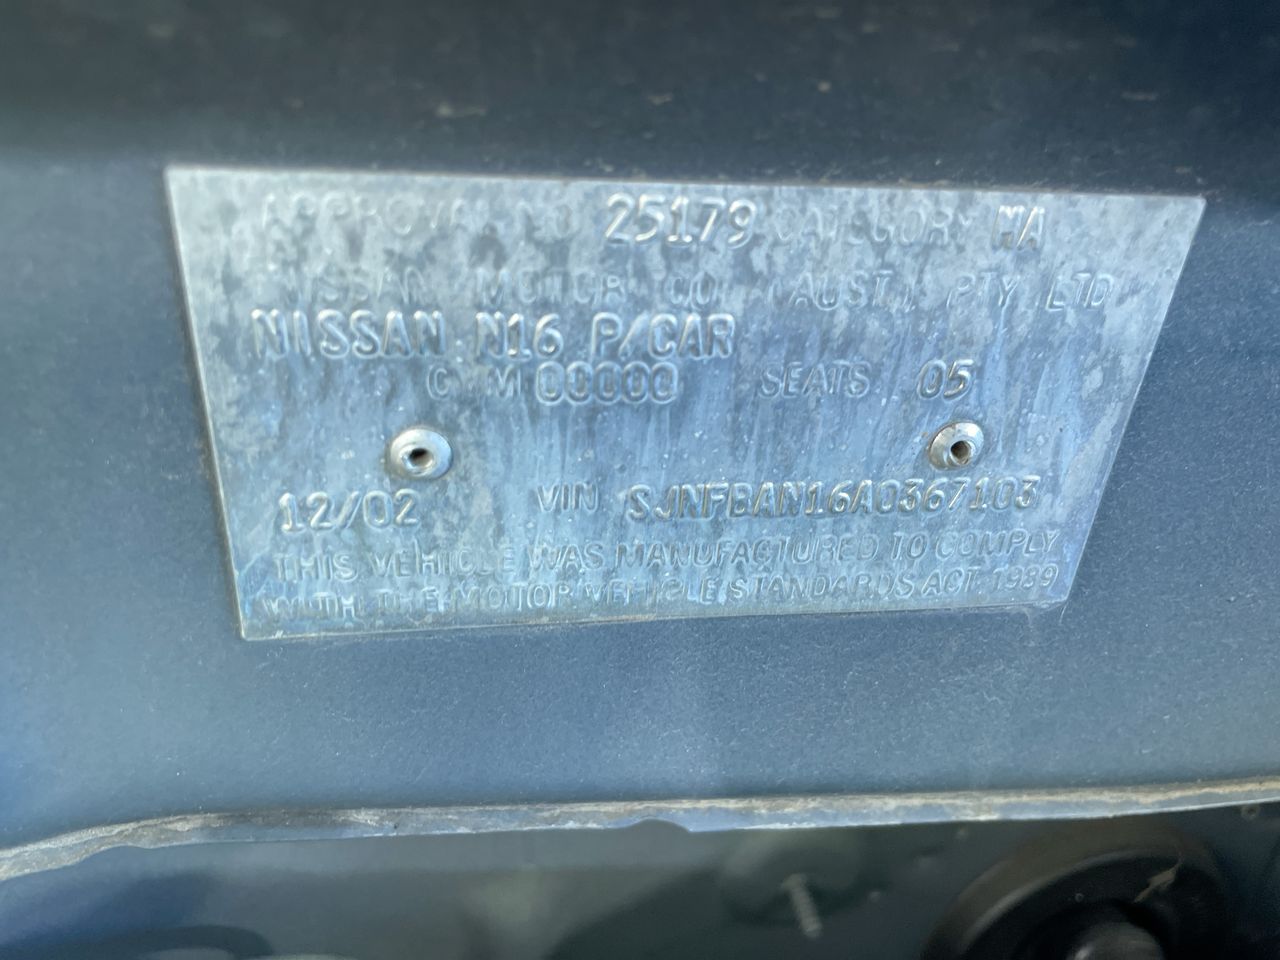 APPROVAL NO 25179 CATEGORY MA
NISSAN MOTOR CO (AUST.) PTY LTD
NISSAN N16 P/CAR
GVM 00000 SEATS 05
12/02 VIN SJNFBAN16A0367103
THIS VEHICLE WAS MANUFACTURED TO COMPLY
WITH THE MOTOR VEHICLE STANDARDS ACT 1989